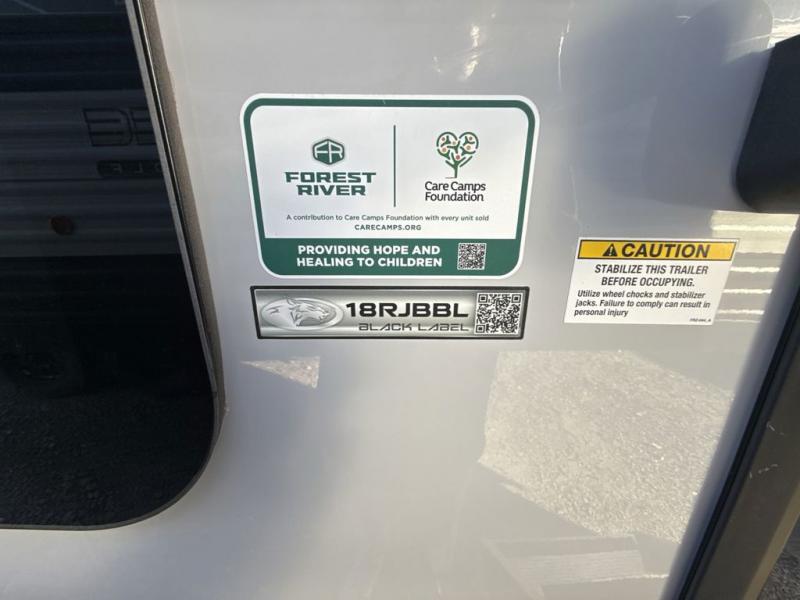 FR
FOREST
RIVER
Care Camps
Foundation
A contribution to Care Camps Foundation with every unit sold
CARECAMPS.ORG
PROVIDING HOPE AND
HEALING TO CHILDREN
18RJBBL
BLACK LABEL
CAUTION
STABILIZE THIS TRAILER
BEFORE OCCUPYING.
Utilize wheel chocks and stabilizer
jacks. Failure to comply can result in
personal injury